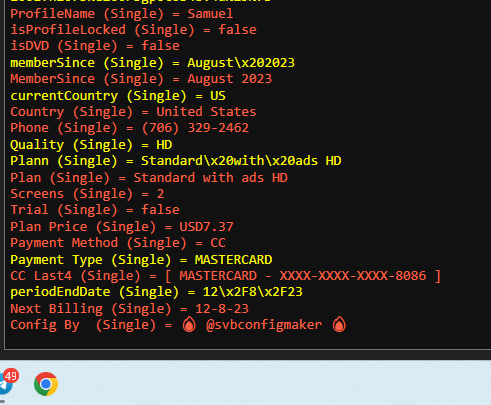 ProfileName (Single) = Samuel
isProfileLocked (Single) = false
isDVD (Single) = false
memberSince (Single) = August\x202023
MemberSince (Single) = August 2023
currentCountry (Single) = US
Country (Single) = United States
Phone (Single) = (706) 329-2462
Quality (Single) = HD
Plann (Single) = Standard\x20with\x20ads HD
Plan (Single) = Standard with ads HD
Screens (Single) = 2
Trial (Single) = false
Plan Price (Single) = USD7.37
Payment Method (Single) = CC
Payment Type (Single) = MASTERCARD
CC Last4 (Single) = [ MASTERCARD - XXXX-XXXX-XXXX-8086 ]
periodEndDate (Single) = 12\x2F8\x2F23
Next Billing (Single) = 12-8-23
Config By  (Single) = 🔥 @svbconfigmaker 🔥
49